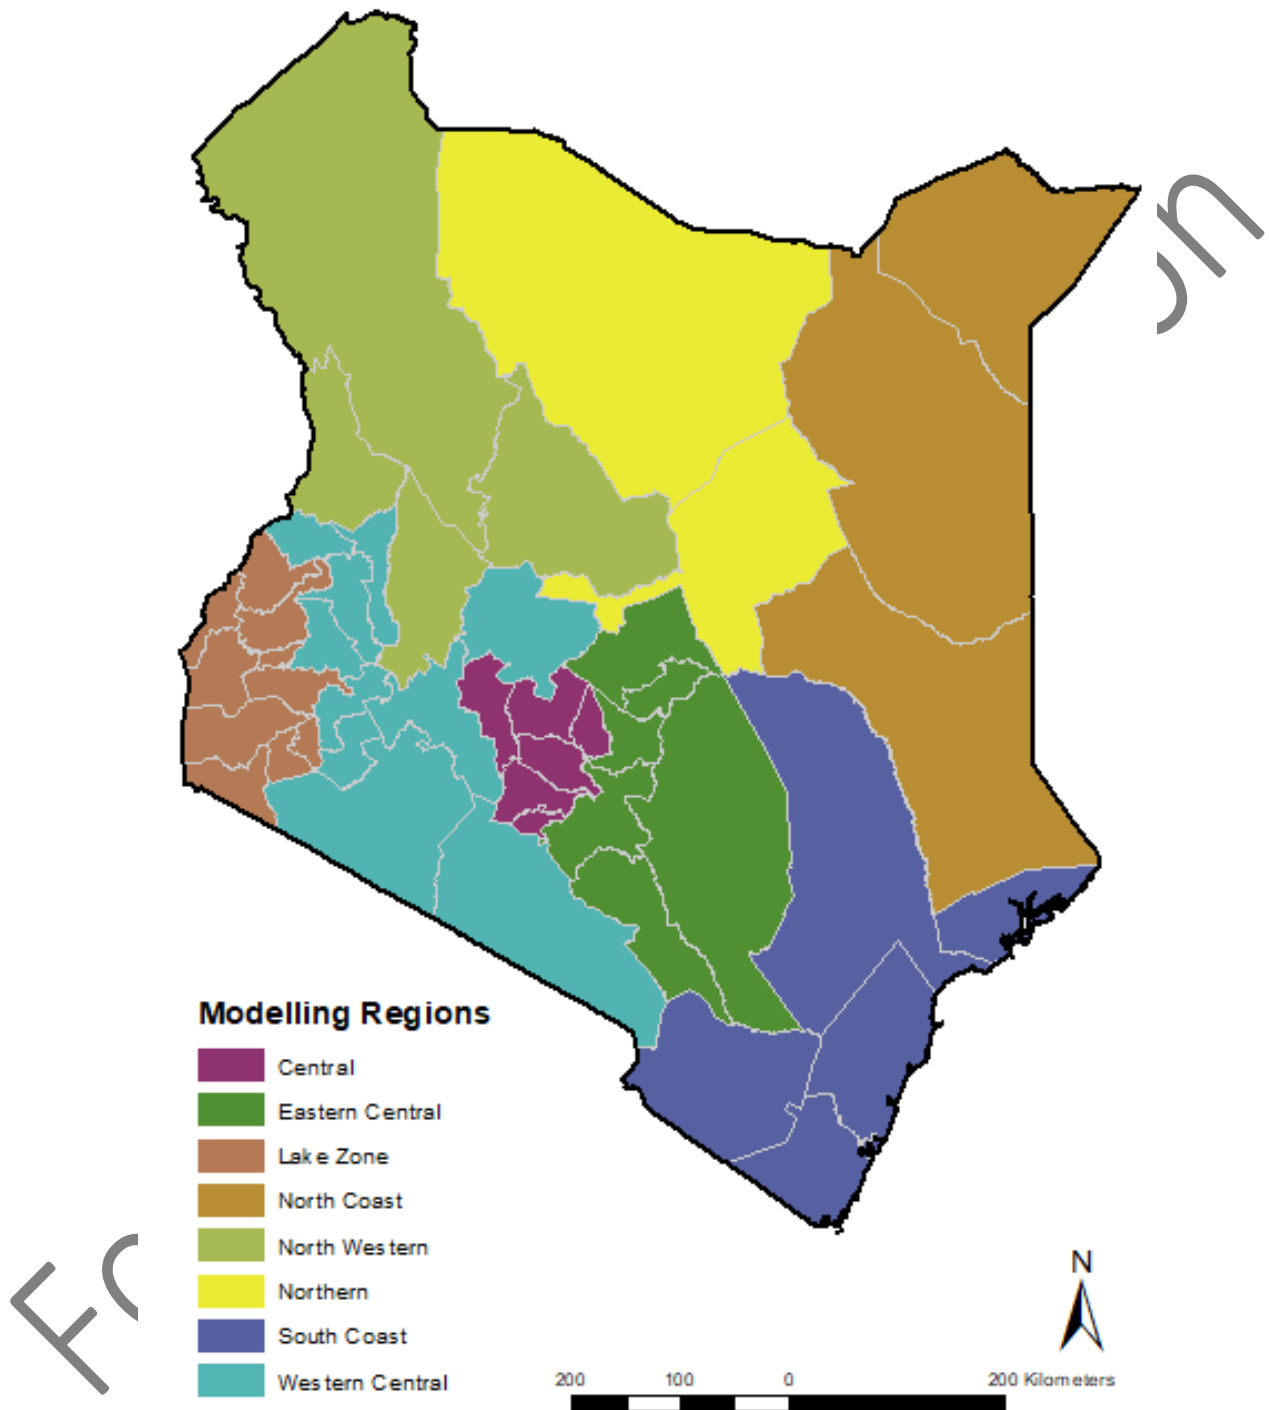 Modelling Regions
Central
Eastern Central
Lake Zone
North Coast
North Western
Northern
South Coast
Western Central
N
200 100 0 200 Kilometers